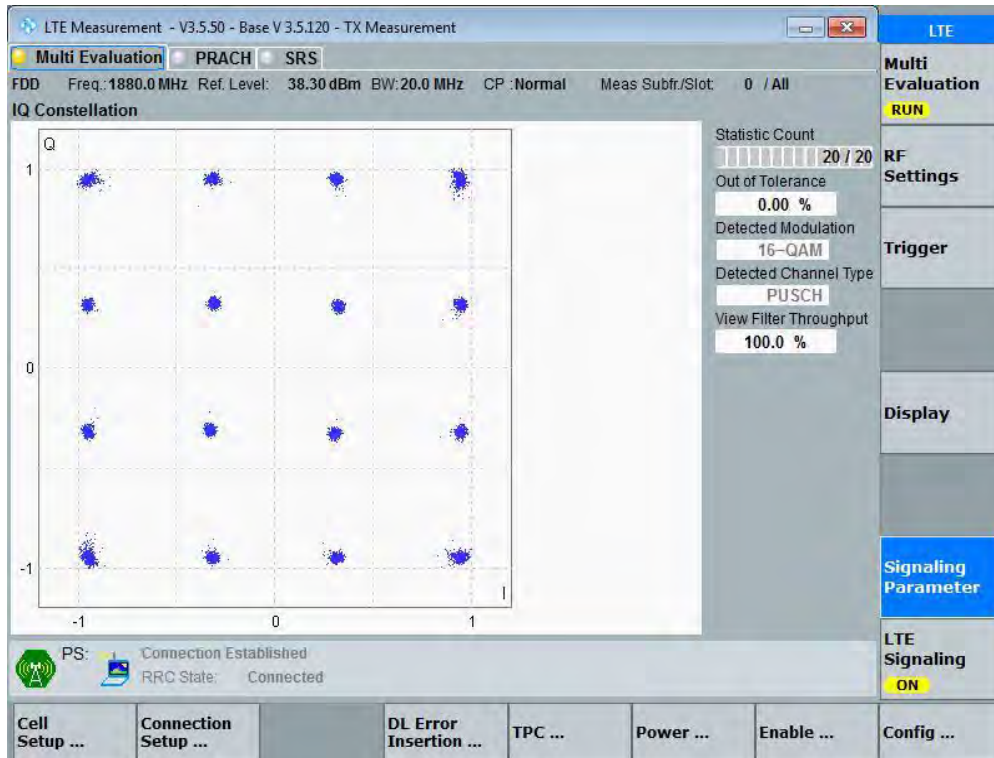 LTE Measurement - V3.5.50 - Base V 3.5.120 - TX Measurement
LTE
Multi Evaluation PRACH SRS
FDD Freq.:1880.0 MHz Ref. Level: 38.30 dBm BW:20.0 MHz CP :Normal Meas Subfr./Slot: 0 / All
IQ Constellation
Q
1
0
-1
-1 0 1
I
Statistic Count
20 / 20
Out of Tolerance
0.00 %
Detected Modulation
16-QAM
Detected Channel Type
PUSCH
View Filter Throughput
100.0 %
Multi
Evaluation
RUN
RF
Settings
Trigger
Display
Signaling
Parameter
LTE
Signaling
ON
PS: Connection Established
RRC State: Connected
Cell
Setup ...
Connection
Setup ...
DL Error
Insertion ...
TPC ...
Power ...
Enable ...
Config ...